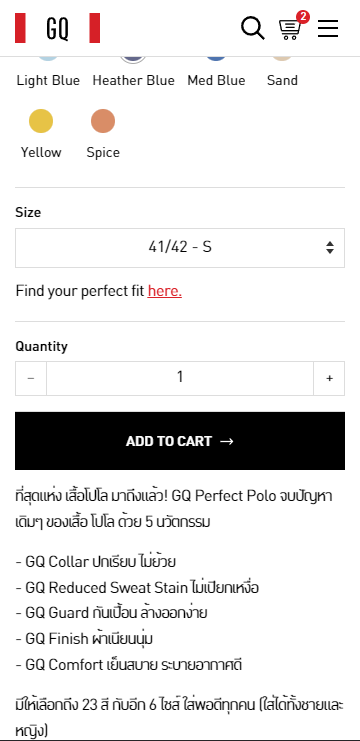 GQ
2
Light Blue Heather Blue Med Blue Sand
Yellow Spice
Size
41/42 - S
Find your perfect fit here.
Quantity
− 1 +
ADD TO CART →
ที่สุดแห่ง เสื้อโปโล มาถึงแล้ว! GQ Perfect Polo จบปัญหา
เดิมๆ ของเสื้อ โปโล ด้วย 5 นวัตกรรม
- GQ Collar ปกเรียบ ไม่ย้วย
- GQ Reduced Sweat Stain ไม่เปียกเหงื่อ
- GQ Guard กันเปื้อน ล้างออกง่าย
- GQ Finish ผ้าเนียนนุ่ม
- GQ Comfort เย็นสบาย ระบายอากาศดี
มีให้เลือกถึง 23 สี กับอีก 6 ไซส์ ใส่พอดีทุกคน (ใส่ได้ทั้งชายและ
หญิง)